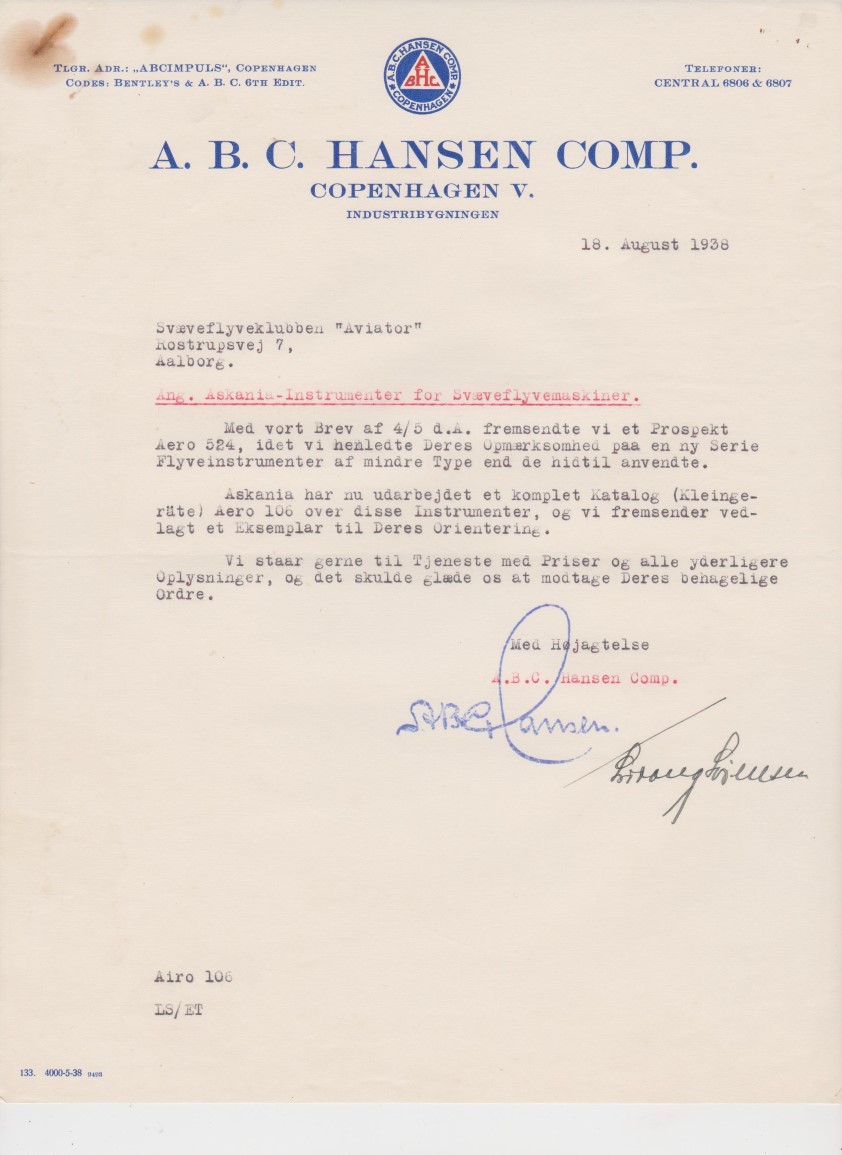 TLGR. ADR.: „ABCIMPULS“, COPENHAGEN
CODES: BENTLEY'S & A. B. C. 6TH EDIT.
A.B.C. HANSEN COMP.
COPENHAGEN
A
BHC
TELEFONER:
CENTRAL 6806 & 6807
A. B. C. HANSEN COMP.
COPENHAGEN V.
INDUSTRIBYGNINGEN
18. August 1938
Svæveflyveklubben "Aviator"
Rostrupsvej 7,
Aalborg.
Ang. Askania-Instrumenter for Svæveflyvemaskiner.
Med vort Brev af 4/5 d.A. fremsendte vi et Prospekt
Aero 524, idet vi henledte Deres Opmærksomhed paa en ny Serie
Flyveinstrumenter af mindre Type end de hidtil anvendte.
Askania har nu udarbejdet et komplet Katalog (Kleinge-
räte) Aero 106 over disse Instrumenter, og vi fremsender ved-
lagt et Eksemplar til Deres Orientering.
Vi staar gerne til Tjeneste med Priser og alle yderligere
Oplysninger, og det skulde glæde os at modtage Deres behagelige
Ordre.
Med Højagtelse
A.B.C. Hansen Comp.
ABC Hansen.
Sørensen
Airo 106
LS/ET
133. 4000-5-38